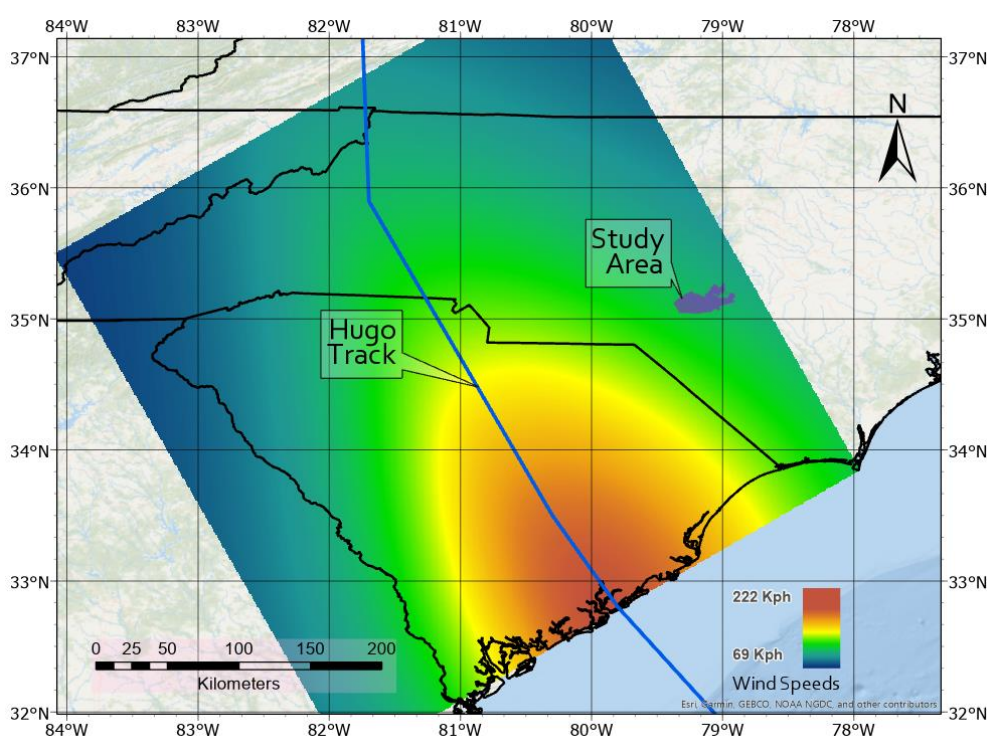 84°W 83°W 82°W 81°W 80°W 79°W 78°W
37°N 37°N
N
36°N 36°N
Study
Area
35°N 35°N
Hugo
Track
34°N 34°N
33°N 33°N
222 Kph
0 25 50 100 150 200
69 Kph
Kilometers
Wind Speeds
Esri, Garmin, GEBCO, NOAA NGDC, and other contributors
32°N 32°N
84°W 83°W 82°W 81°W 80°W 79°W 78°W